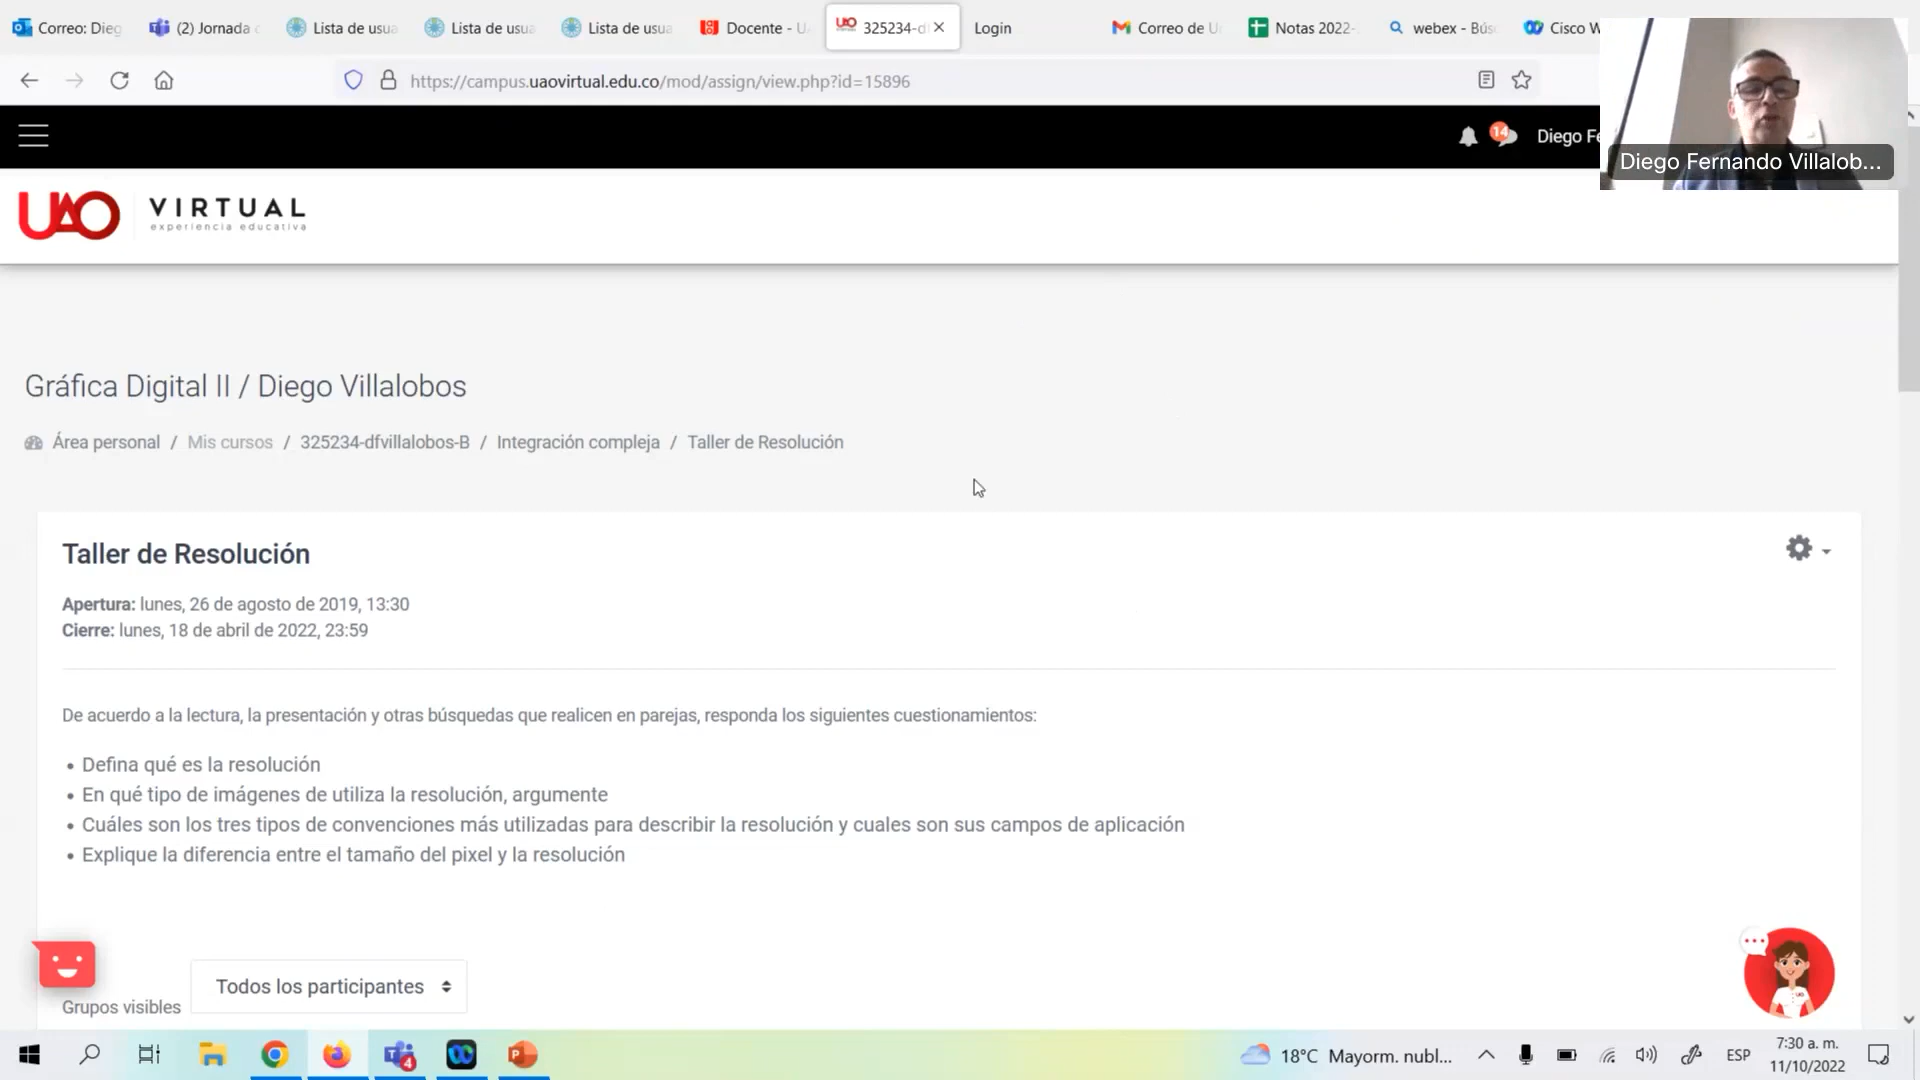 Correo: Dieg
(2) Jornada
Lista de usua
Lista de usua
Lista de usua
Docente - U
325234-d
Login
Correo de U
Notas 2022-
webex - Bús
Cisco W
https://campus.uaovirtual.edu.co/mod/assign/view.php?id=15896
14
Diego Fe
Diego Fernando Villalob...
UAO
VIRTUAL
experiencia educativa
Gráfica Digital II / Diego Villalobos
Área personal / Mis cursos / 325234-dfvillalobos-B / Integración compleja / Taller de Resolución
Taller de Resolución
Apertura: lunes, 26 de agosto de 2019, 13:30
Cierre: lunes, 18 de abril de 2022, 23:59
De acuerdo a la lectura, la presentación y otras búsquedas que realicen en parejas, responda los siguientes cuestionamientos:
• Defina qué es la resolución
• En qué tipo de imágenes de utiliza la resolución, argumente
• Cuáles son los tres tipos de convenciones más utilizadas para describir la resolución y cuales son sus campos de aplicación
• Explique la diferencia entre el tamaño del pixel y la resolución
Todos los participantes
Grupos visibles
4
18°C Mayorm. nubl...
ESP
7:30 a. m.
11/10/2022